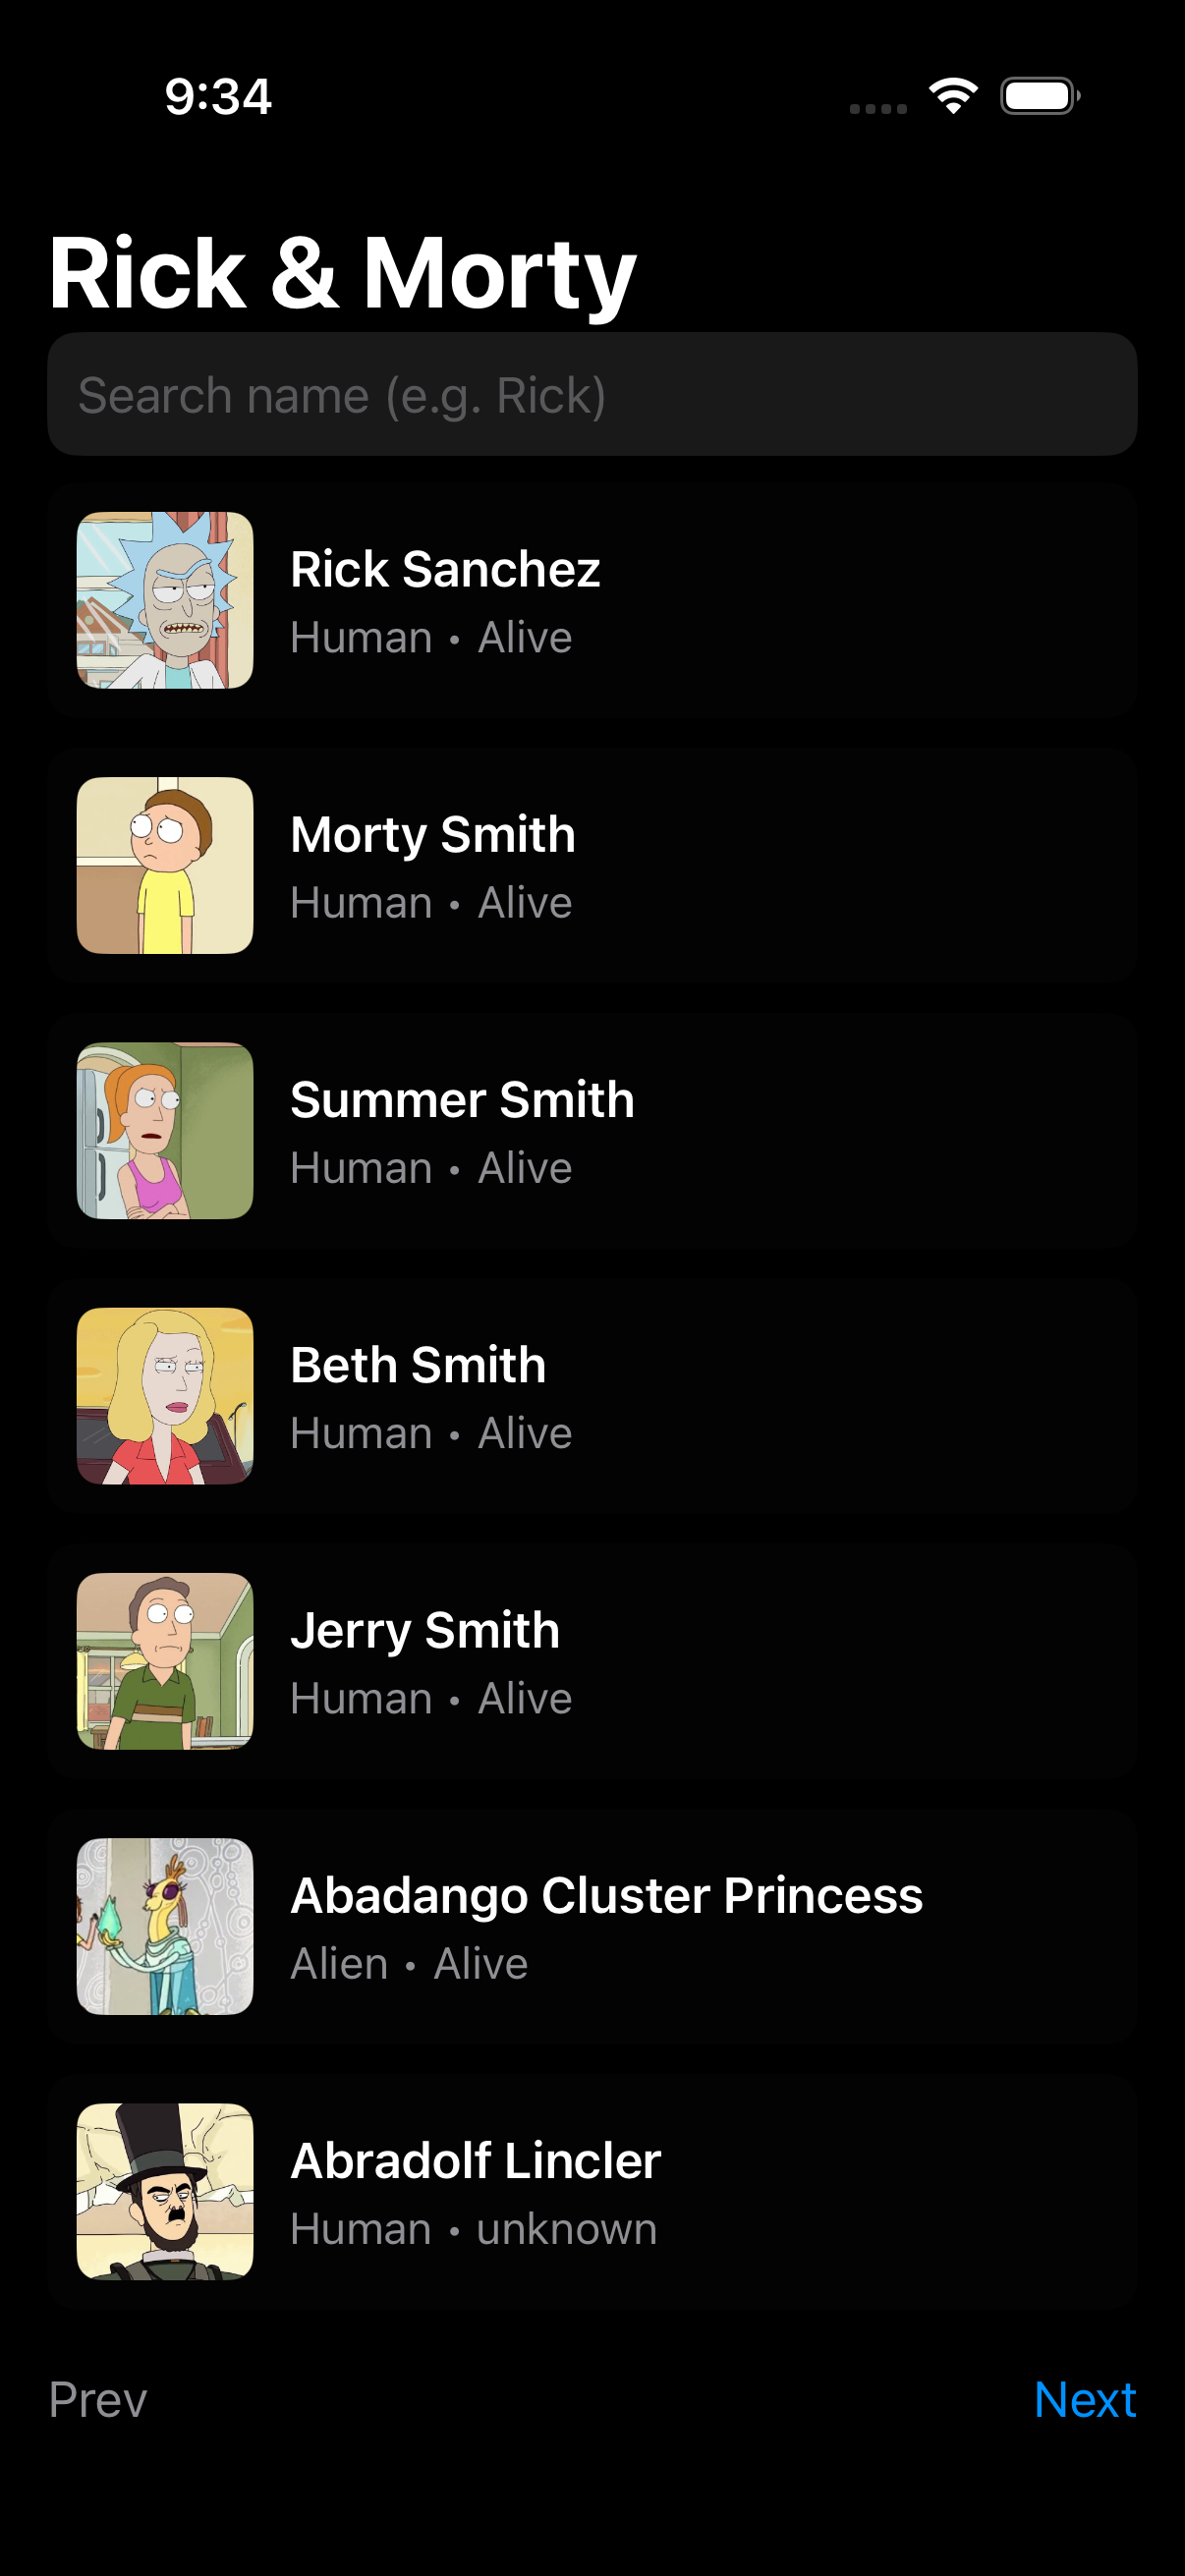 9:34
Rick & Morty
Search name (e.g. Rick)
Rick Sanchez
Human • Alive
Morty Smith
Human • Alive
Summer Smith
Human • Alive
Beth Smith
Human • Alive
Jerry Smith
Human • Alive
Abadango Cluster Princess
Alien • Alive
Abradolf Lincler
Human • unknown
Prev
Next